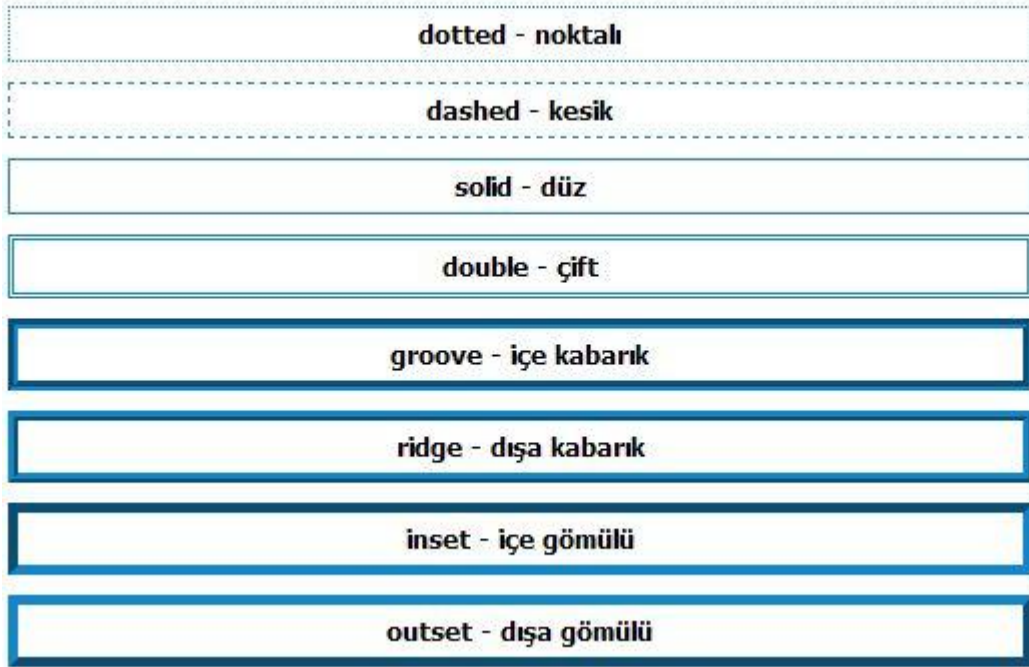 dotted - noktalı
dashed - kesik
solid - düz
double - çift
groove - içe kabarık
ridge - dışa kabarık
inset - içe gömülü
outset - dışa gömülü